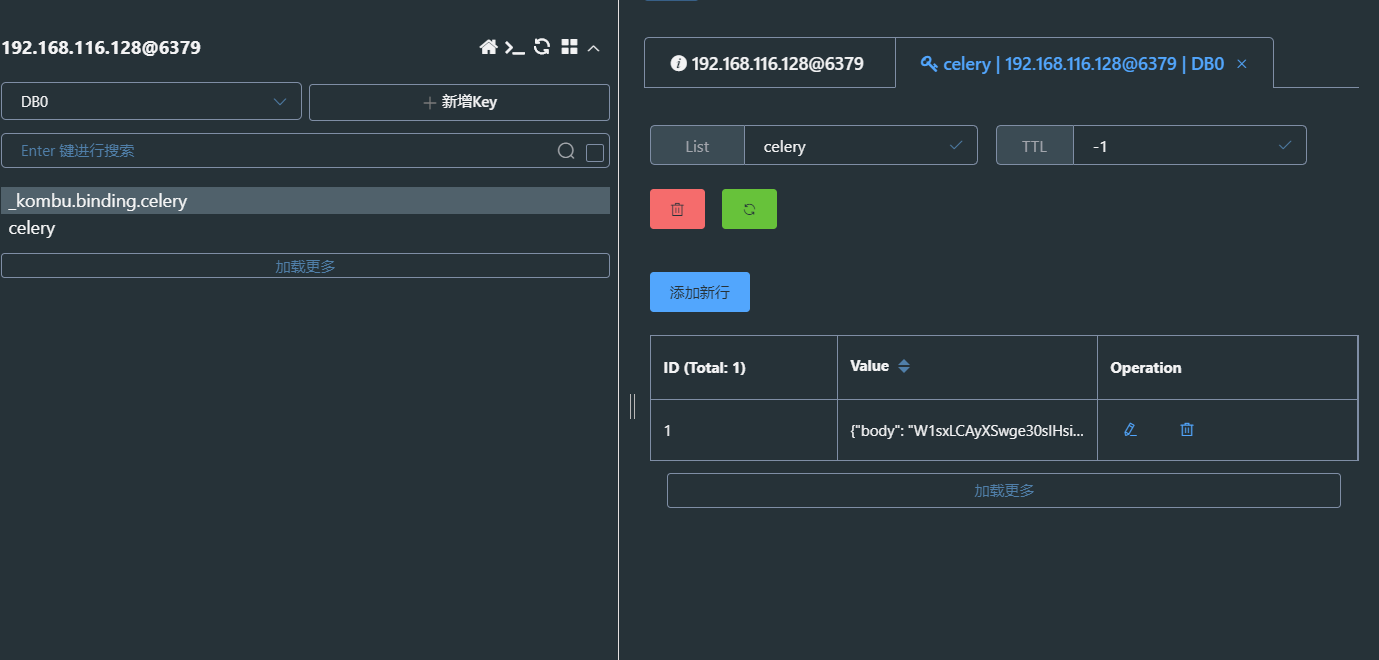 192.168.116.128@6379
DB0
新增Key
Enter 键进行搜索
_kombu.binding.celery
celery
加载更多
192.168.116.128@6379
celery | 192.168.116.128@6379 | DB0
List
celery
TTL
-1
添加新行
ID (Total: 1)
Value
Operation
1
{"body": "W1sxLCAyXSwge30sIHsi...
加载更多